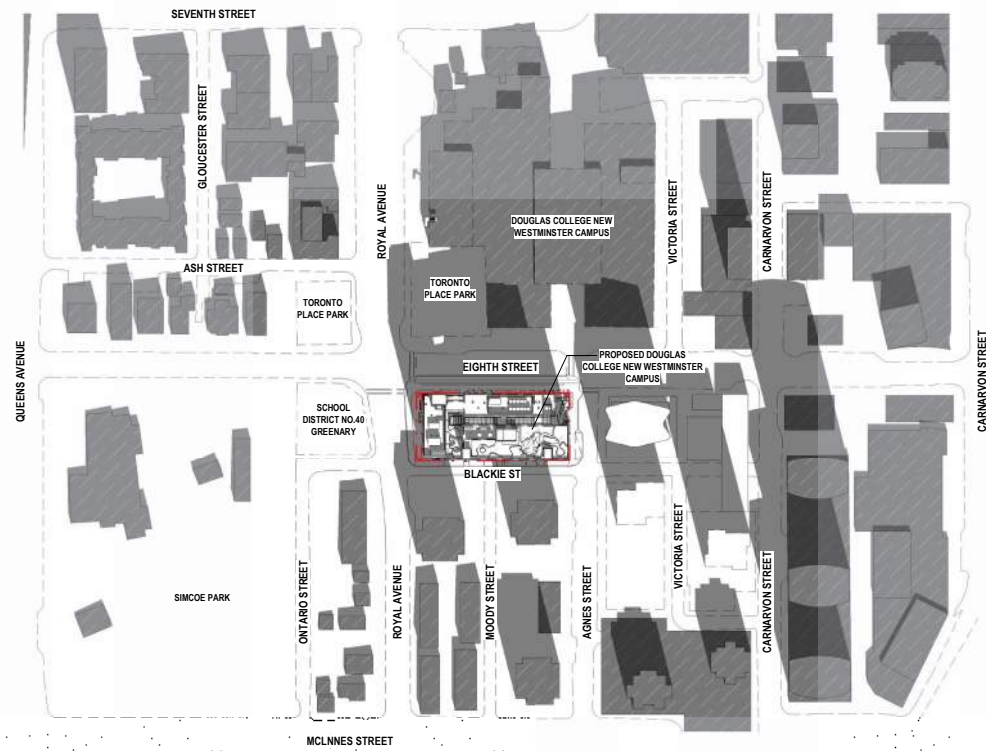 SEVENTH STREET
GLOUCESTER STREET
ROYAL AVENUE
DOUGLAS COLLEGE NEW
WESTMINSTER CAMPUS
VICTORIA STREET
CARNARVON STREET
ASH STREET
TORONTO
PLACE PARK
TORONTO
PLACE PARK
QUEENS AVENUE
EIGHTH STREET
PROPOSED DOUGLAS
COLLEGE NEW WESTMINSTER
CAMPUS
CARNARVON STREET
SCHOOL
DISTRICT NO.40
GREENARY
BLACKIE ST
SIMCOE PARK
ONTARIO STREET
ROYAL AVENUE
MOODY STREET
AGNES STREET
VICTORIA STREET
CARNARVON STREET
MCLNNES STREET